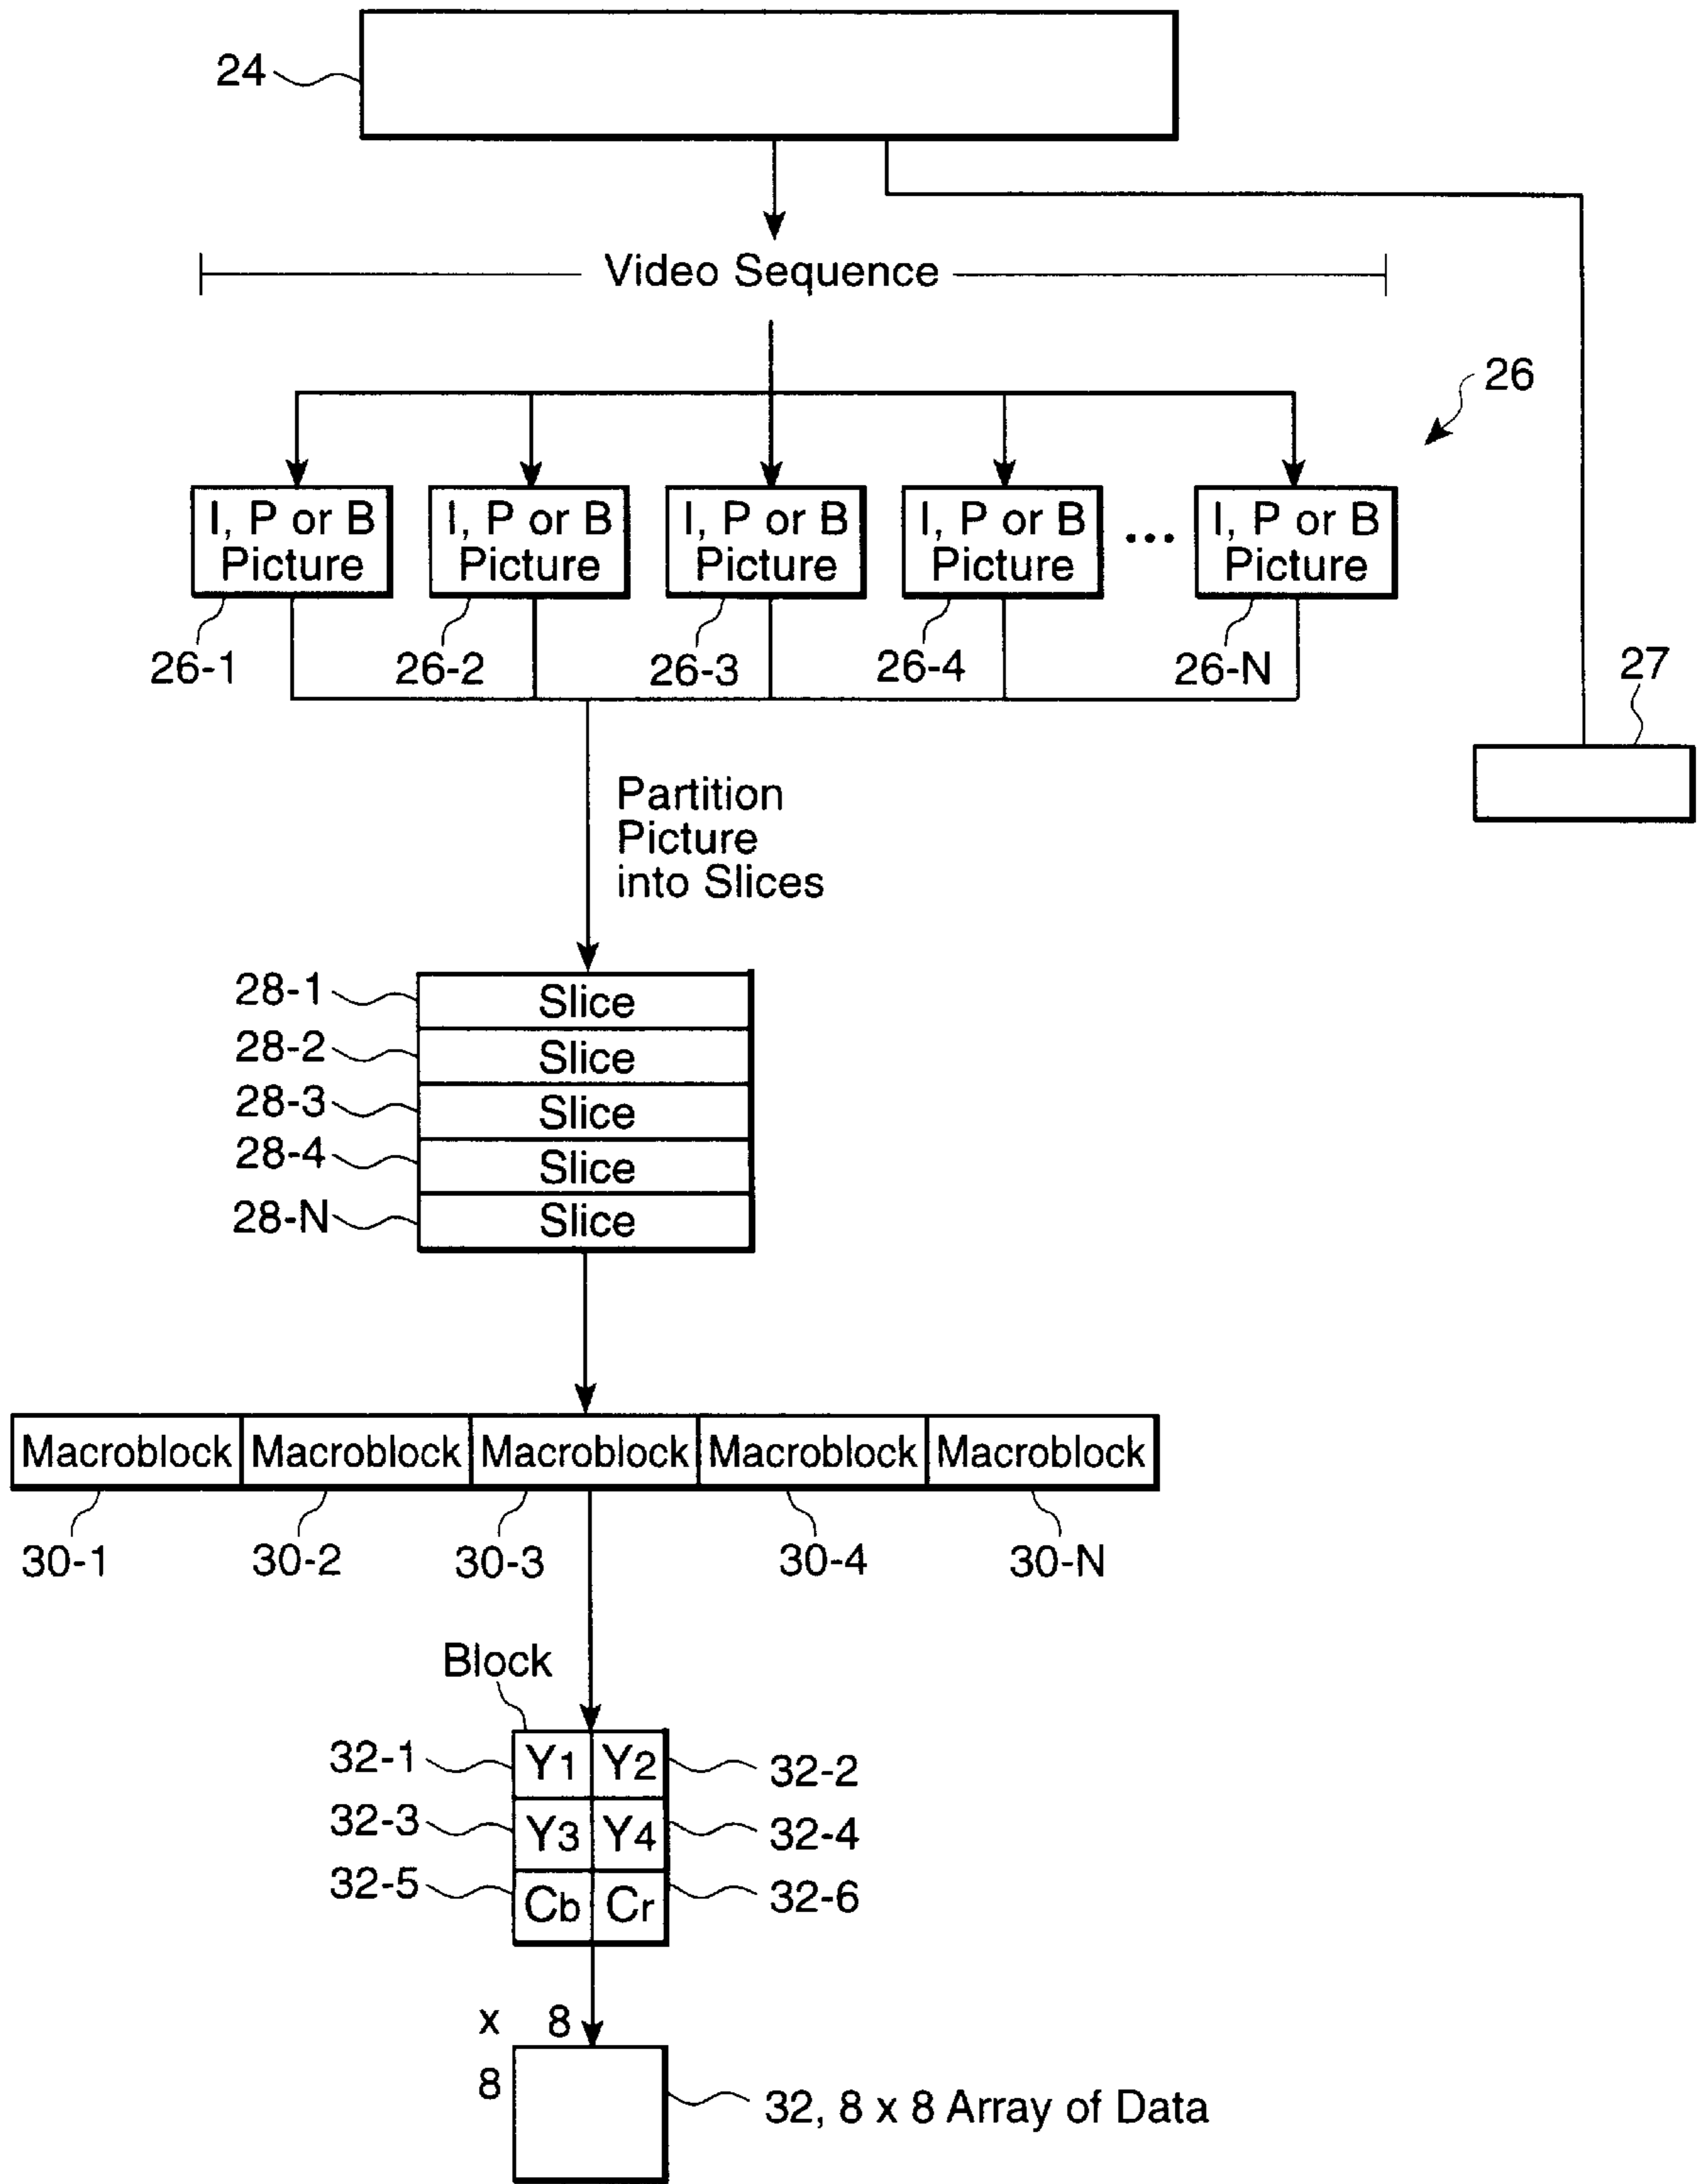 24
Video Sequence
26
I, P or B
Picture
I, P or B
Picture
I, P or B
Picture
I, P or B
Picture
...
I, P or B
Picture
26-1
26-2
26-3
26-4
26-N
27
Partition
Picture
into Slices
28-1
Slice
28-2
Slice
28-3
Slice
28-4
Slice
28-N
Slice
Macroblock Macroblock Macroblock Macroblock Macroblock
30-1 30-2 30-3 30-4 30-N
Block
32-1 Y1 Y2 32-2
32-3 Y3 Y4 32-4
32-5 Cb Cr 32-6
x 8
8
32, 8 x 8 Array of Data